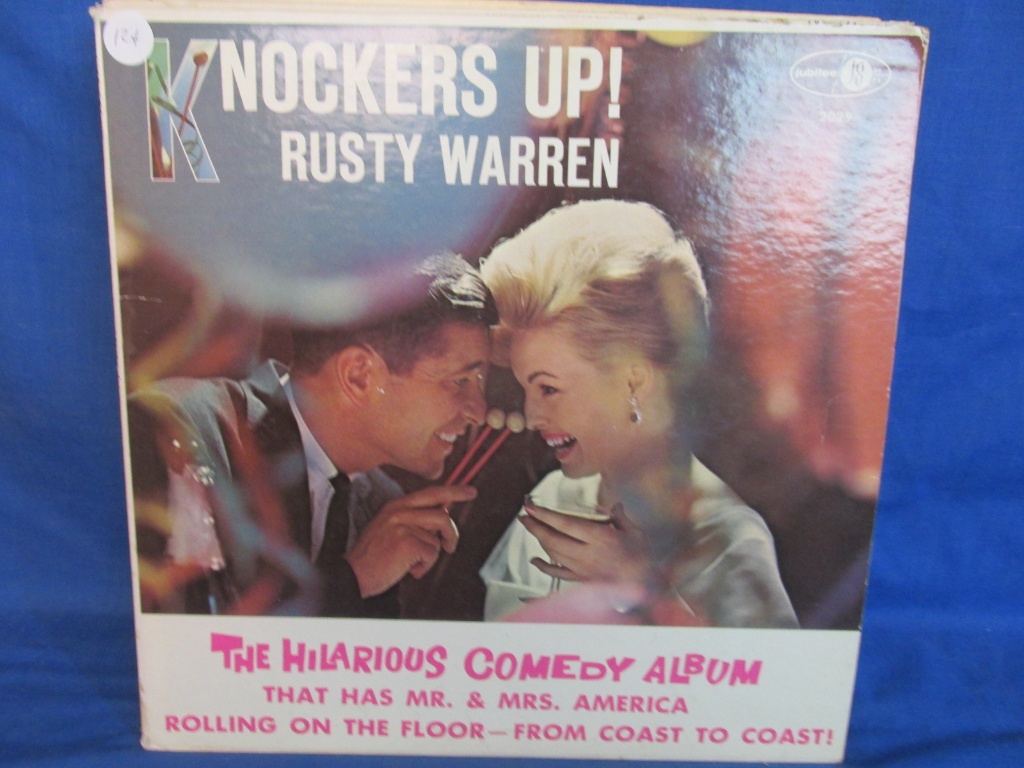 124
KNOCKERS UP!
RUSTY WARREN
jubilee JGS
THE HILARIOUS COMEDY ALBUM
THAT HAS MR. & MRS. AMERICA
ROLLING ON THE FLOOR—FROM COAST TO COAST!